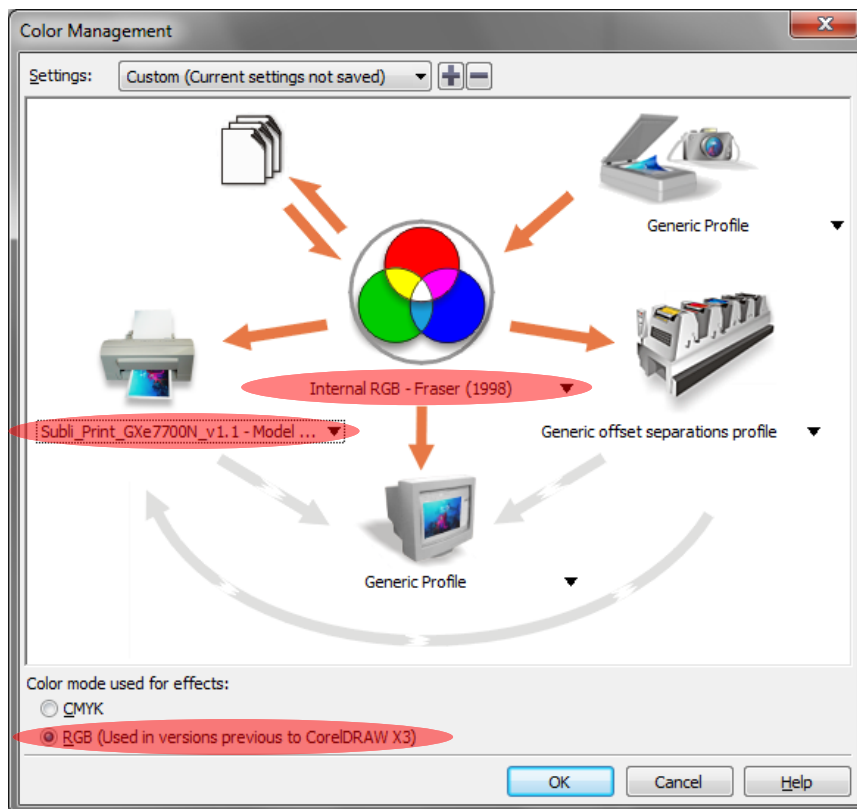 Color Management
Settings: Custom (Current settings not saved)
Generic Profile
Internal RGB - Fraser (1998)
Subli_Print_GXe7700N_v1.1 - Model ...
Generic offset separations profile
Generic Profile
Color mode used for effects:
CMYK
RGB (Used in versions previous to CorelDRAW X3)
OK Cancel Help